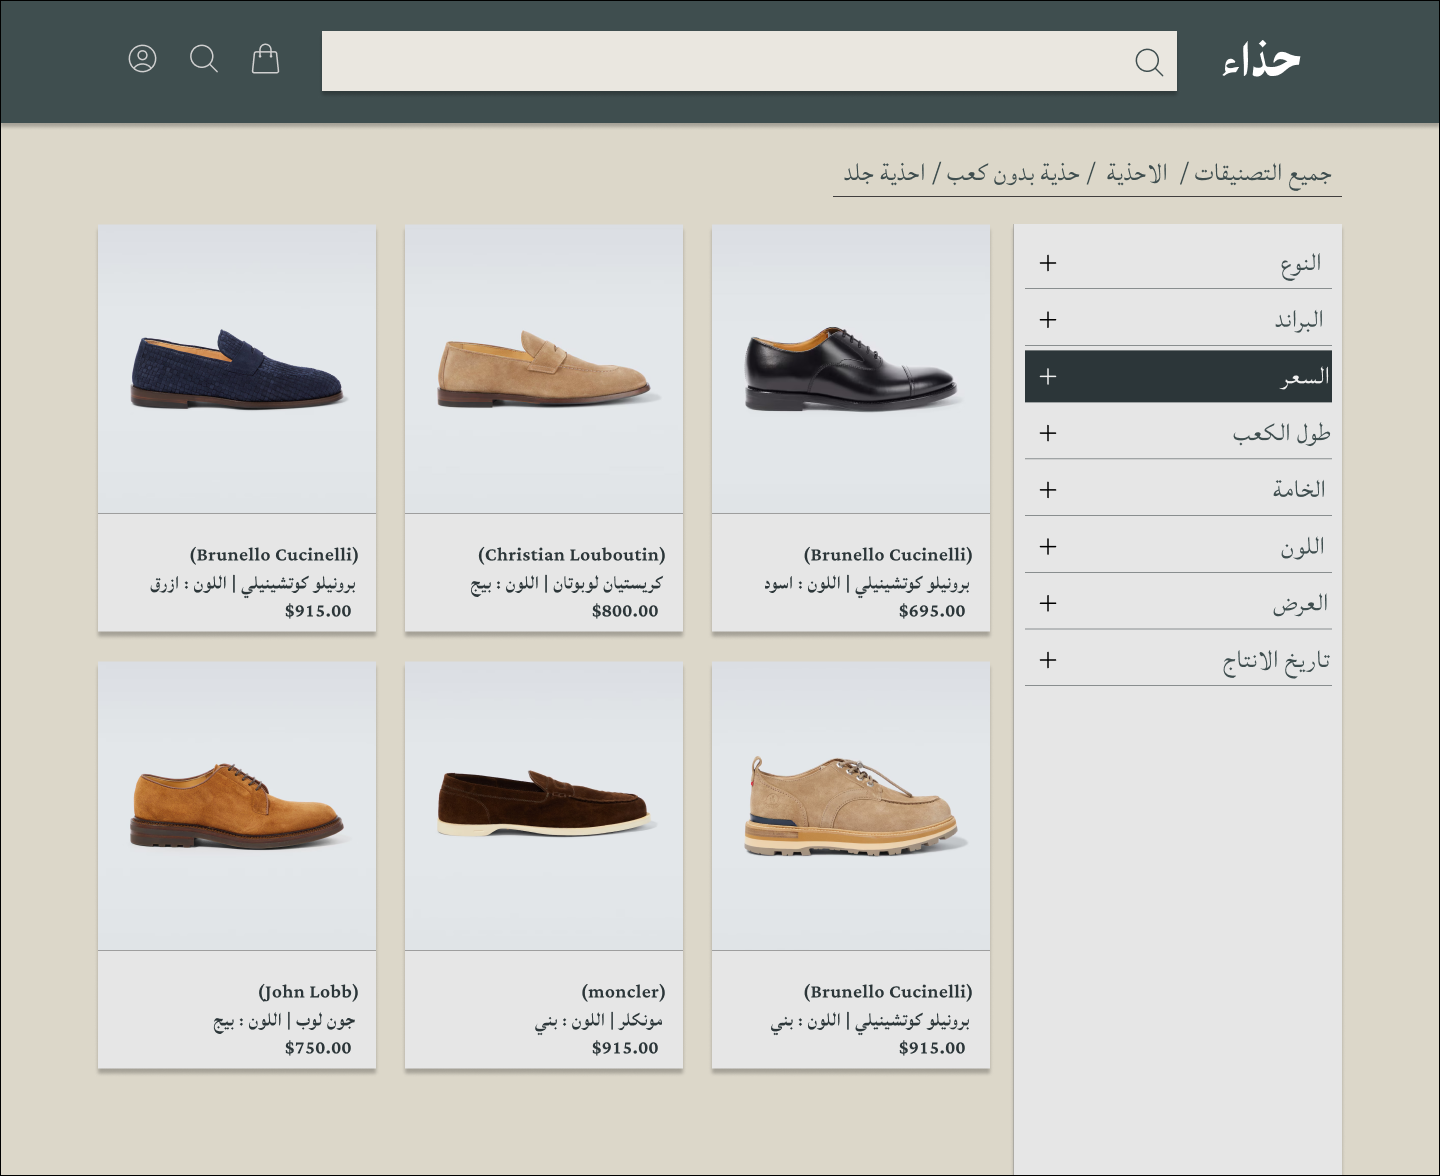 حذاء
جميع التصنيقات / الاحذية / حذية بدون كعب / احذية جلد
النوع
البراند
السعر
طول الكعب
الخامة
اللون
العرض
تاريخ الانتاج
(Brunello Cucinelli)
برونيلو كوتشينيلي | اللون : اسود
$695.00
(Christian Louboutin)
كريستيان لوبوتان | اللون : بيج
$800.00
(Brunello Cucinelli)
برونيلو كوتشينيلي | اللون : ازرق
$915.00
(Brunello Cucinelli)
برونيلو كوتشينيلي | اللون : بني
$915.00
(moncler)
مونكلر | اللون : بني
$915.00
(John Lobb)
جون لوب | اللون : بيج
$750.00